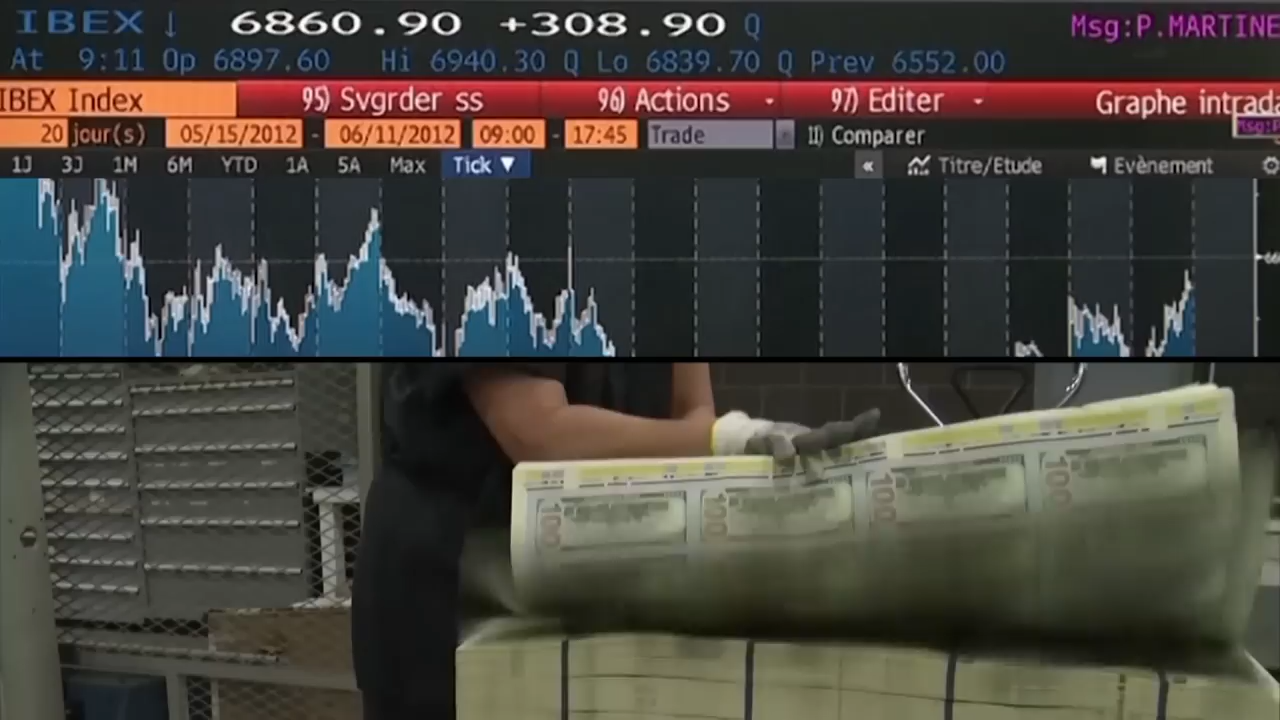 IBEX ↓ 6860.90 +308.90 Q Msg:P.MARTINE
At 9:11 Op 6897.60 Hi 6940.30 Q Lo 6839.70 Q Prev 6552.00
IBEX Index 95) Svgrder ss 96) Actions 97) Editer Graphe intrada
20 jour(s) 05/15/2012 - 06/11/2012 09:00 - 17:45 Trade 11) Comparer Msg:P
1J 3J 1M 6M YTD 1A 5A Max Tick ▼ « Titre/Etude Evènement
66
100 100 100 100